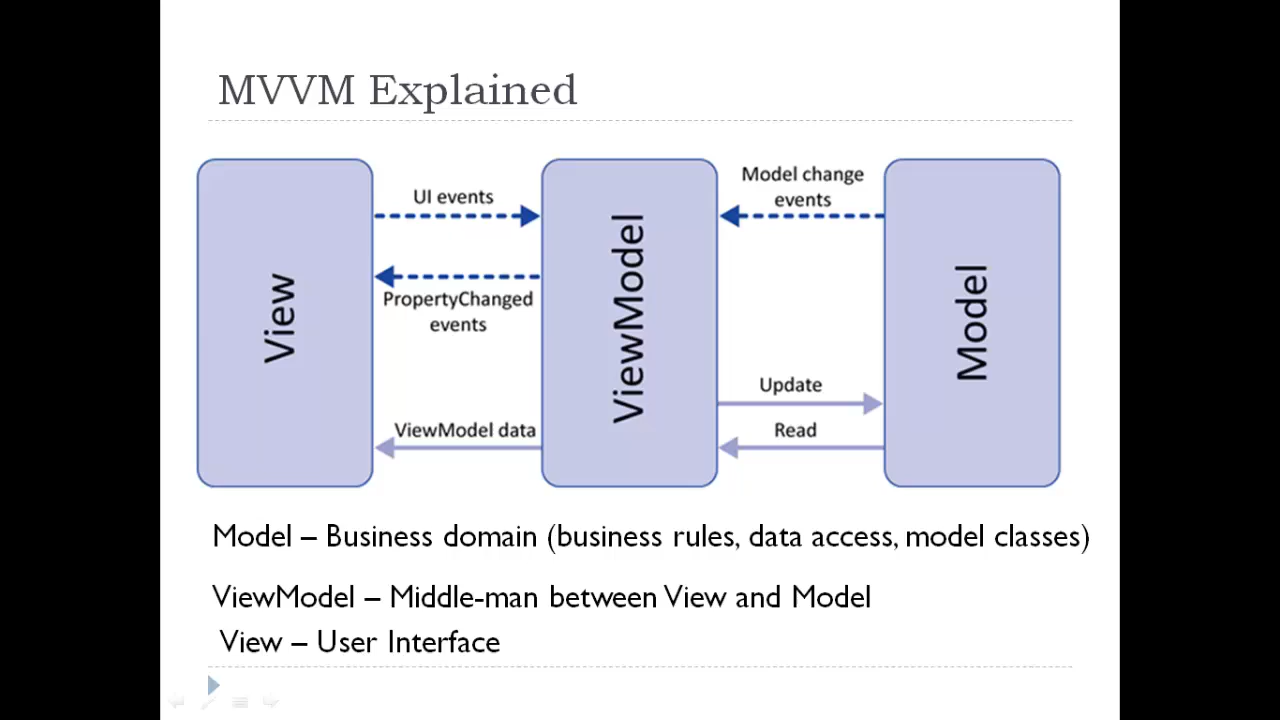 MVVM Explained
View
UI events
PropertyChanged
events
ViewModel data
ViewModel
Model change
events
Update
Read
Model
Model – Business domain (business rules, data access, model classes)
ViewModel – Middle-man between View and Model
View – User Interface